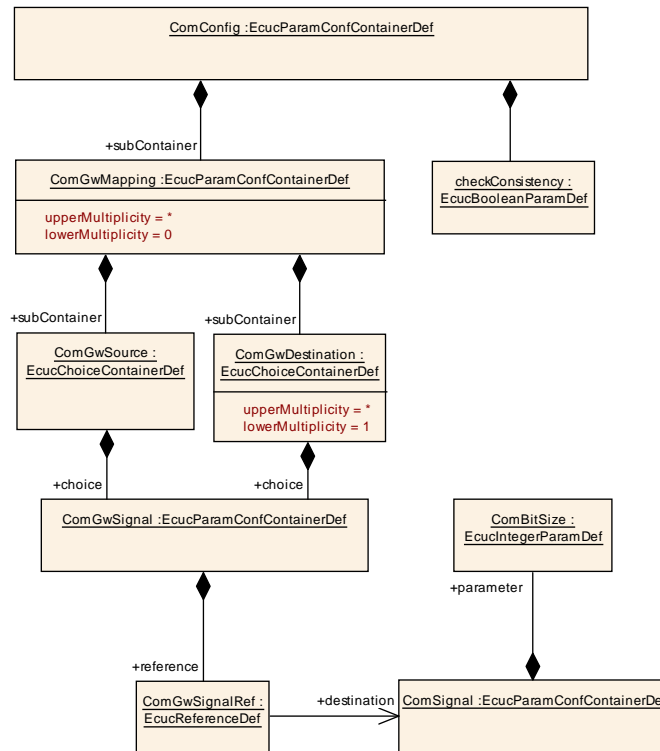 ComConfig :EcucParamConfContainerDef
+subContainer
ComGwMapping :EcucParamConfContainerDef
upperMultiplicity = *
lowerMultiplicity = 0
checkConsistency :
EcucBooleanParamDef
+subContainer
+subContainer
ComGwSource :
EcucChoiceContainerDef
ComGwDestination :
EcucChoiceContainerDef
upperMultiplicity = *
lowerMultiplicity = 1
+choice
+choice
ComGwSignal :EcucParamConfContainerDef
ComBitSize :
EcucIntegerParamDef
+parameter
+reference
ComGwSignalRef :
EcucReferenceDef
+destination
ComSignal :EcucParamConfContainerDe